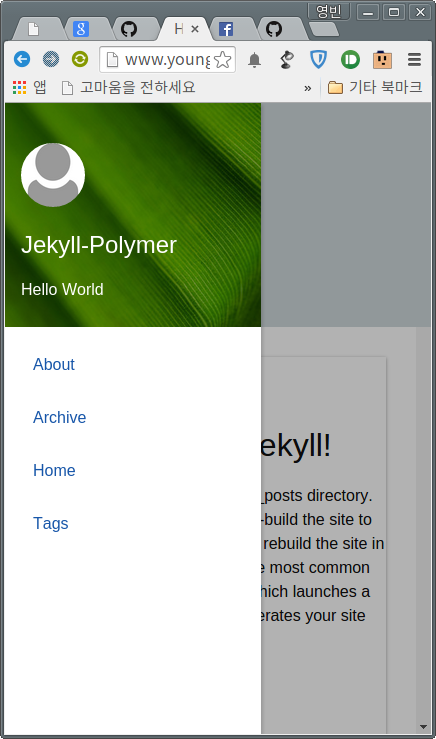 영빈
H
www.young
앱
고마움을 전하세요
»
기타 북마크
Jekyll-Polymer
Hello World
About
Archive
Home
Tags
ekyll!
_posts directory.
-build the site to
rebuild the site in
e most common
hich launches a
erates your site